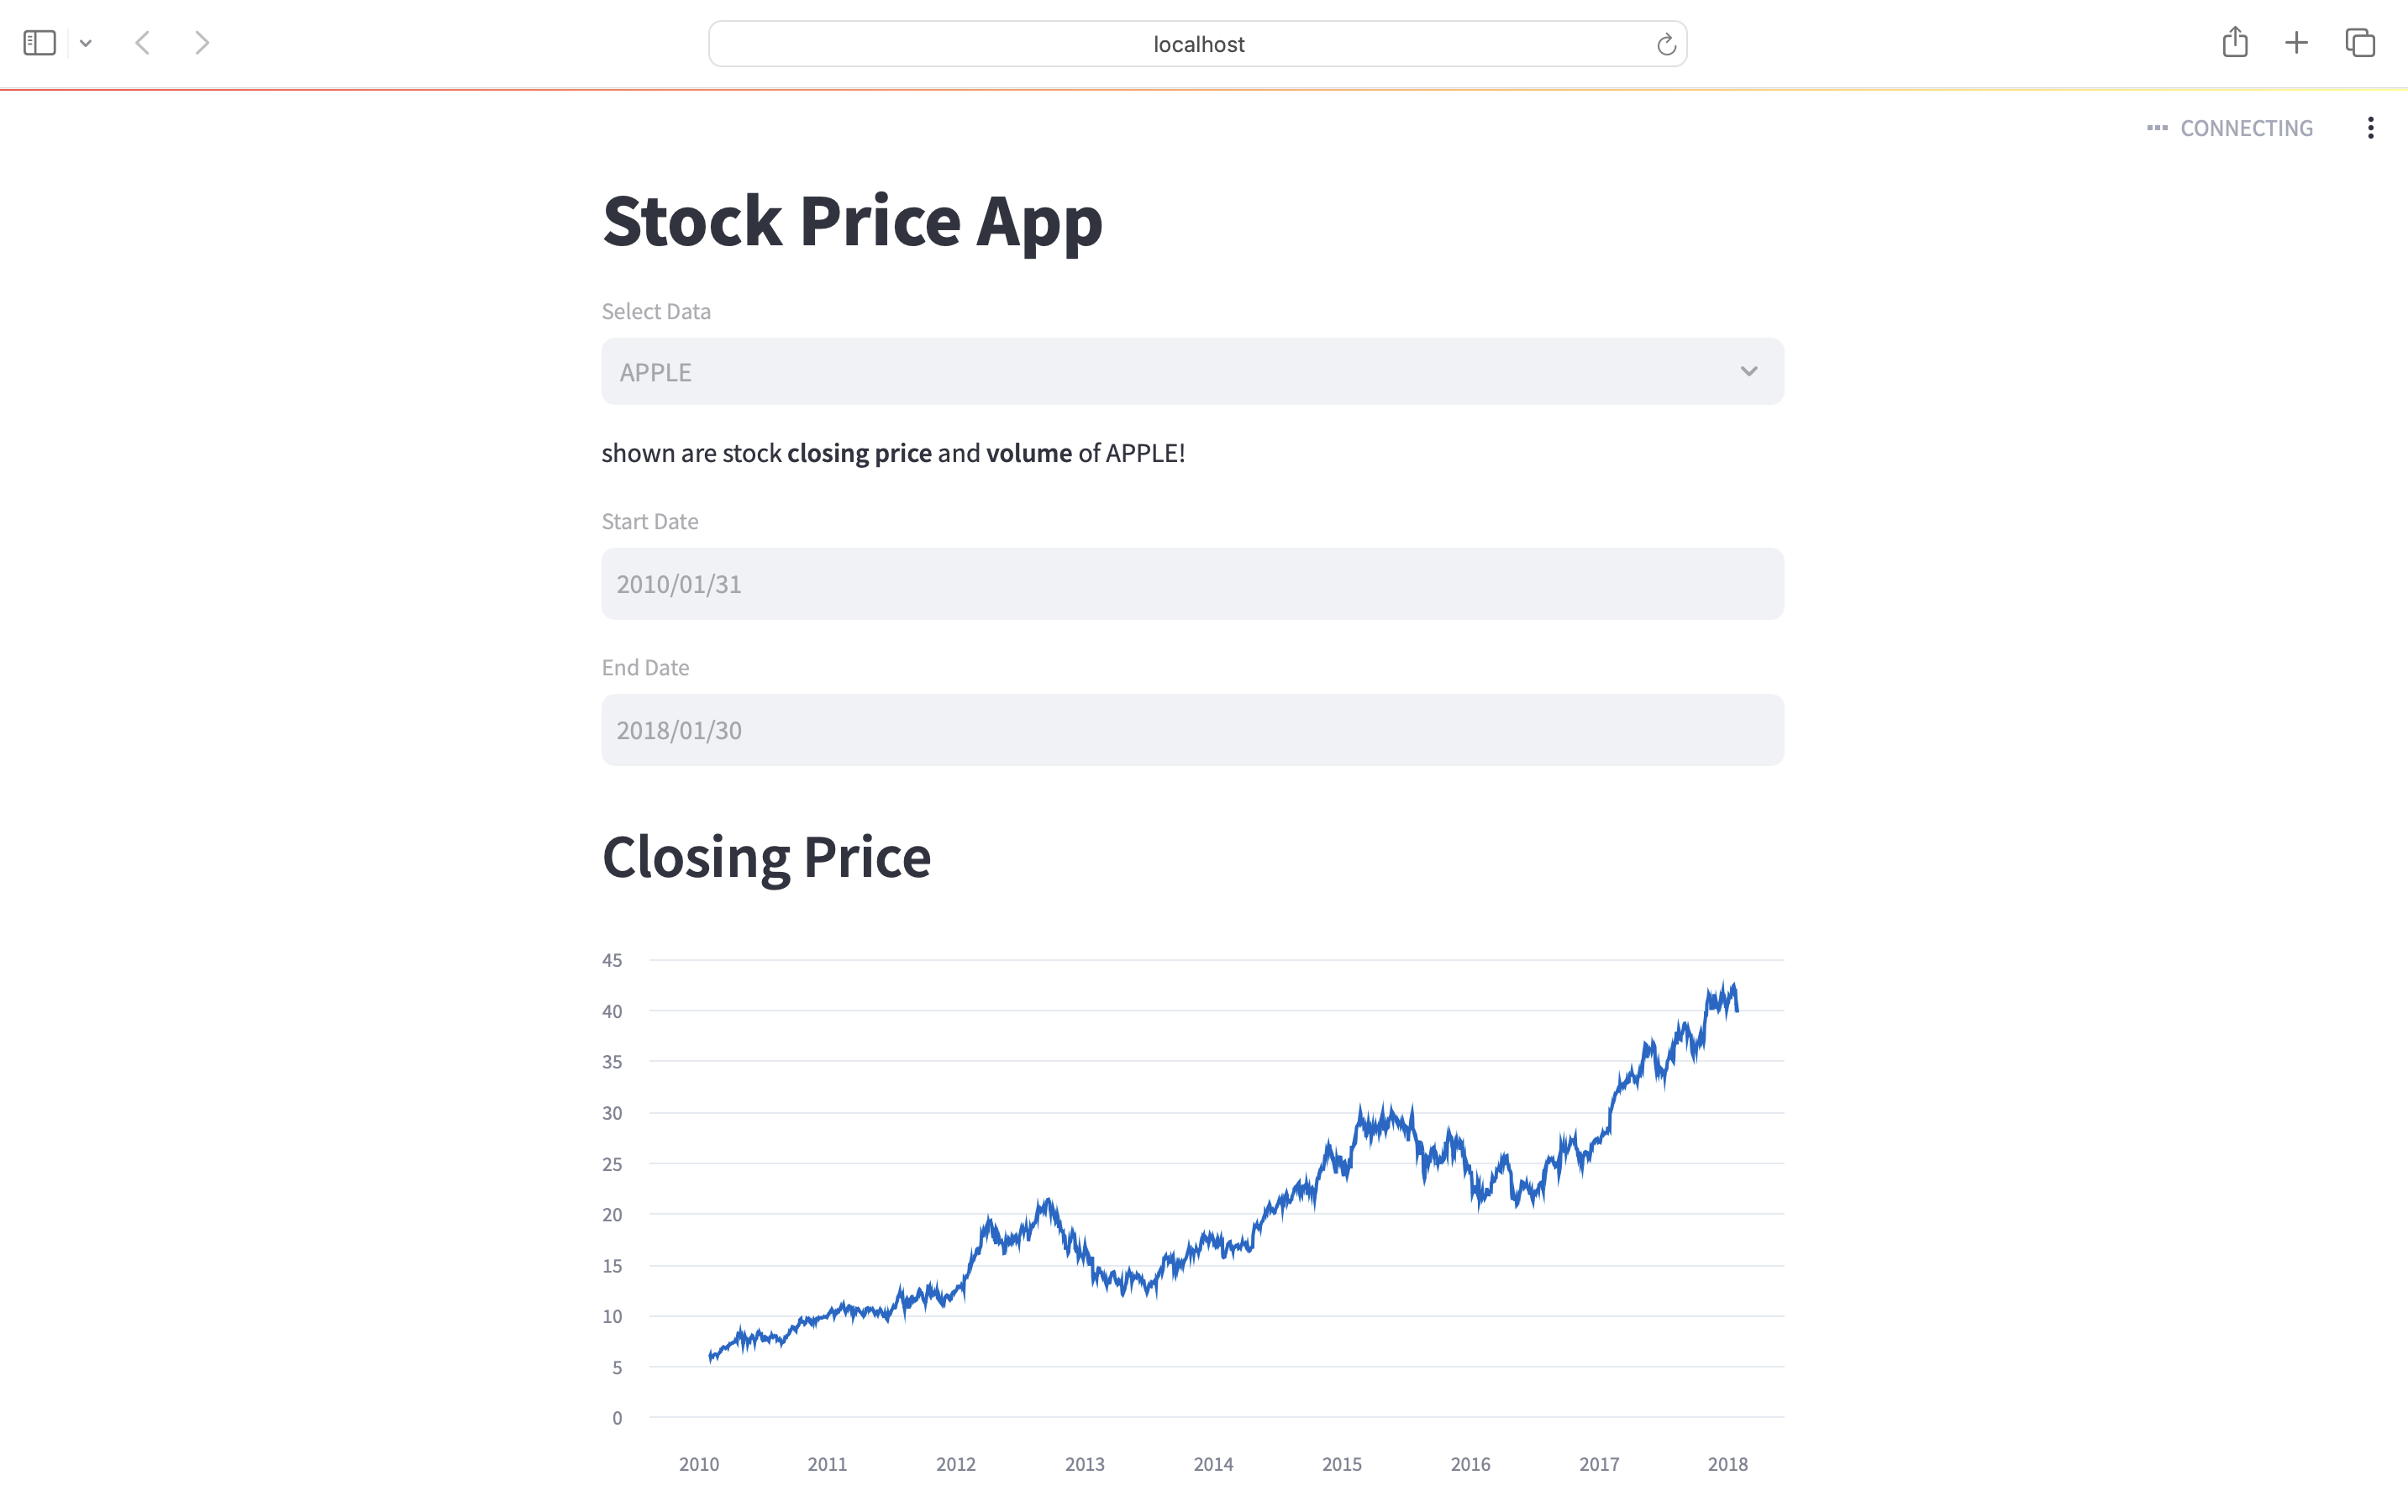 localhost
CONNECTING
Stock Price App
Select Data
APPLE
shown are stock closing price and volume of APPLE!
Start Date
2010/01/31
End Date
2018/01/30
Closing Price
45
40
35
30
25
20
15
10
5
0
2010 2011 2012 2013 2014 2015 2016 2017 2018